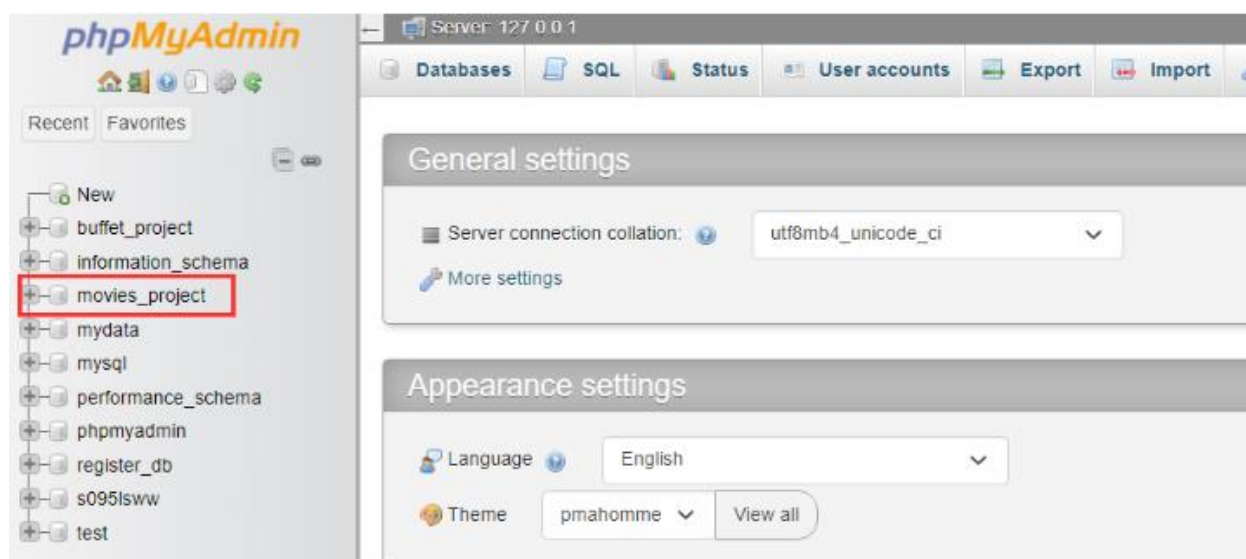 phpMyAdmin
Recent Favorites
New
buffet_project
information_schema
movies_project
mydata
mysql
performance_schema
phpmyadmin
register_db
s095lsww
test
Server: 127.0.0.1
Databases SQL Status User accounts Export Import
General settings
Server connection collation: utf8mb4_unicode_ci
More settings
Appearance settings
Language English
Theme pmahomme View all